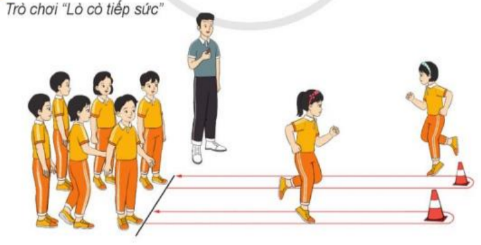 Trò chơi “Lò cò tiếp sức”